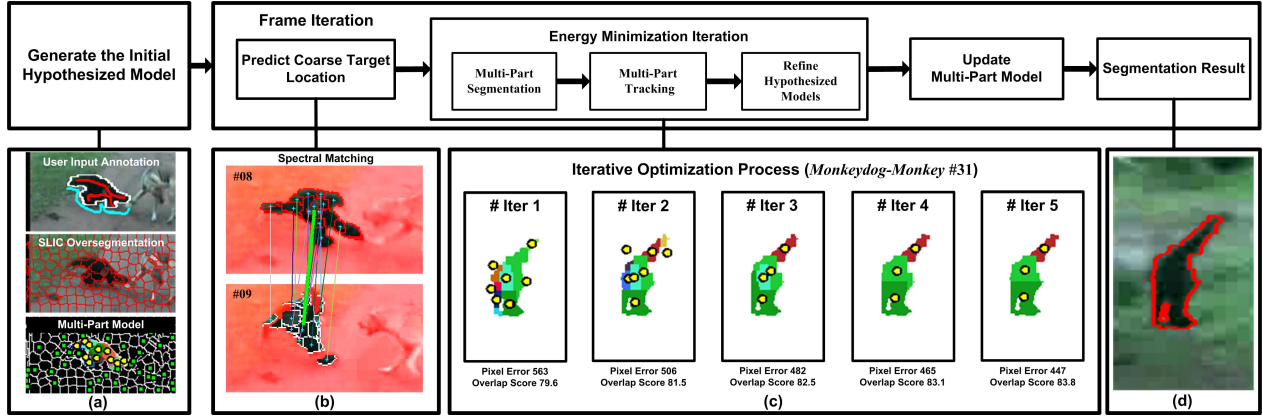 Generate the Initial
Hypothesized Model
Frame Iteration
Predict Coarse Target
Location
Energy Minimization Iteration
Multi-Part
Segmentation
Multi-Part
Tracking
Refine
Hypothesized
Models
Update
Multi-Part Model
Segmentation Result
User Input Annotation
SLIC Oversegmentation
Multi-Part Model
(a)
Spectral Matching
#08
#09
(b)
Iterative Optimization Process (Monkeydog-Monkey #31)
# Iter 1
# Iter 2
# Iter 3
# Iter 4
# Iter 5
Pixel Error 563
Overlap Score 79.6
Pixel Error 506
Overlap Score 81.5
Pixel Error 482
Overlap Score 82.5
Pixel Error 465
Overlap Score 83.1
Pixel Error 447
Overlap Score 83.8
(c)
(d)